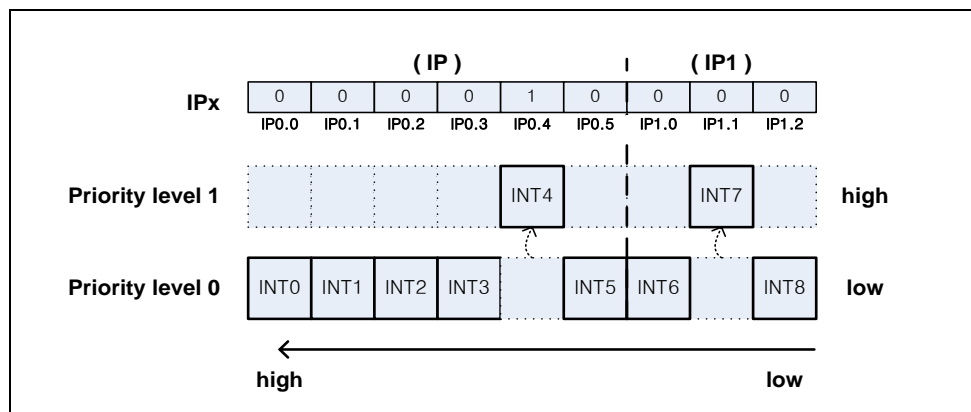 ( IP ) ( IP1 )
IPx 0 0 0 0 1 0 0 0 0
IP0.0 IP0.1 IP0.2 IP0.3 IP0.4 IP0.5 IP1.0 IP1.1 IP1.2
Priority level 1 INT4 INT7 high
Priority level 0 INT0 INT1 INT2 INT3 INT5 INT6 INT8 low
high low